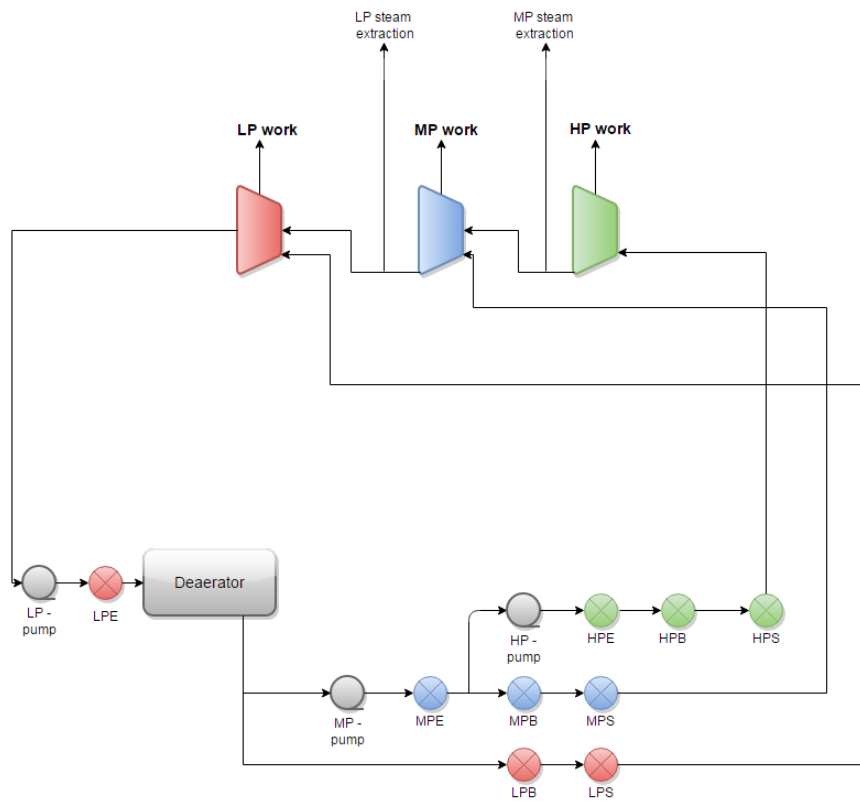 LP steam
extraction
MP steam
extraction
LP work
MP work
HP work
Deaerator
LP -
pump
LPE
HP -
pump
HPE
HPB
HPS
MP -
pump
MPE
MPB
MPS
LPB
LPS